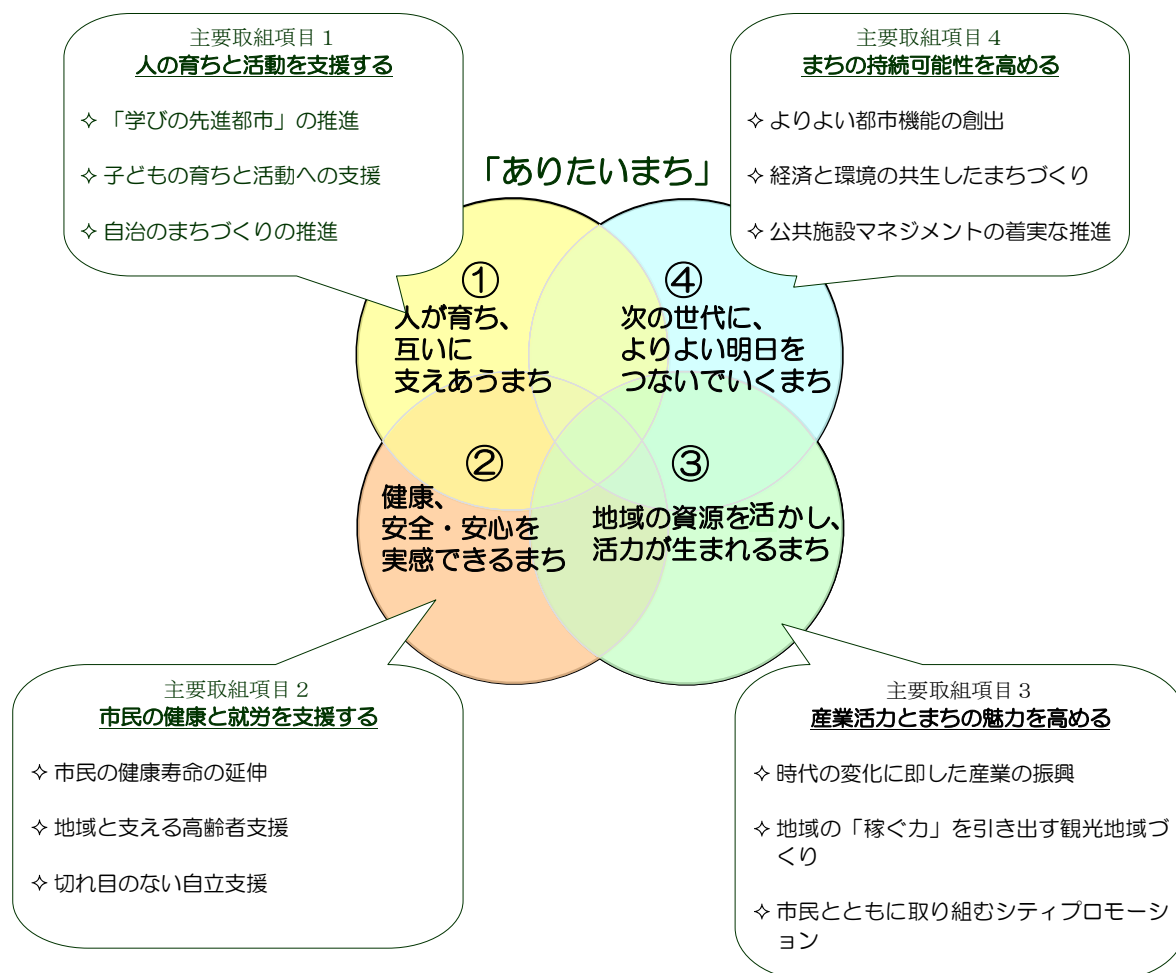 主要取組項目１
人の育ちと活動を支援する
✧「学びの先進都市」の推進
✧子どもの育ちと活動への支援
✧自治のまちづくりの推進
主要取組項目４
まちの持続可能性を高める
✧よりよい都市機能の創出
✧経済と環境の共生したまちづくり
✧公共施設マネジメントの着実な推進
「ありたいまち」
①
人が育ち、
互いに
支えあうまち
④
次の世代に、
よりよい明日を
つないでいくまち
②
健康、
安全・安心を
実感できるまち
③
地域の資源を活かし、
活力が生まれるまち
主要取組項目２
市民の健康と就労を支援する
✧市民の健康寿命の延伸
✧地域と支える高齢者支援
✧切れ目のない自立支援
主要取組項目３
産業活力とまちの魅力を高める
✧時代の変化に即した産業の振興
✧地域の「稼ぐ力」を引き出す観光地域づ
くり
✧市民とともに取り組むシティプロモーシ
ョン